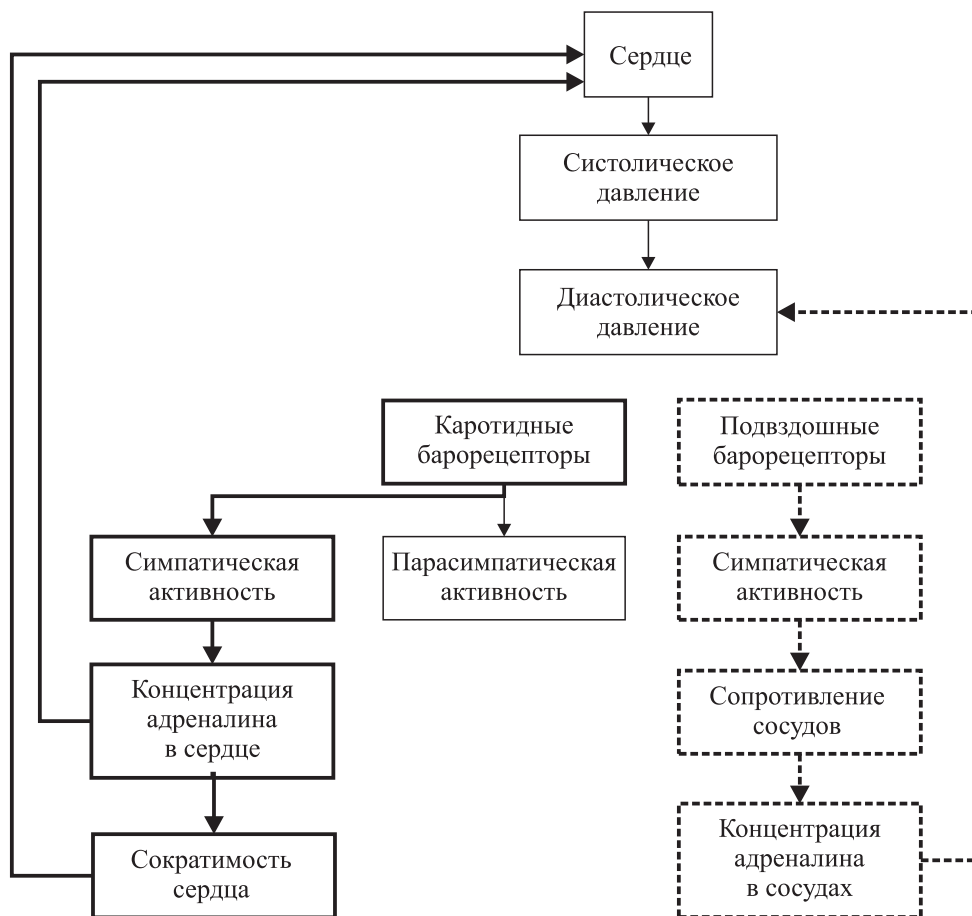 Сердце
Систолическое
давление
Диастолическое
давление
Каротидные
барорецепторы
Подвздошные
барорецепторы
Симпатическая
активность
Парасимпатическая
активность
Симпатическая
активность
Концентрация
адреналина
в сердце
Сопротивление
сосудов
Сократимость
сердца
Концентрация
адреналина
в сосудах